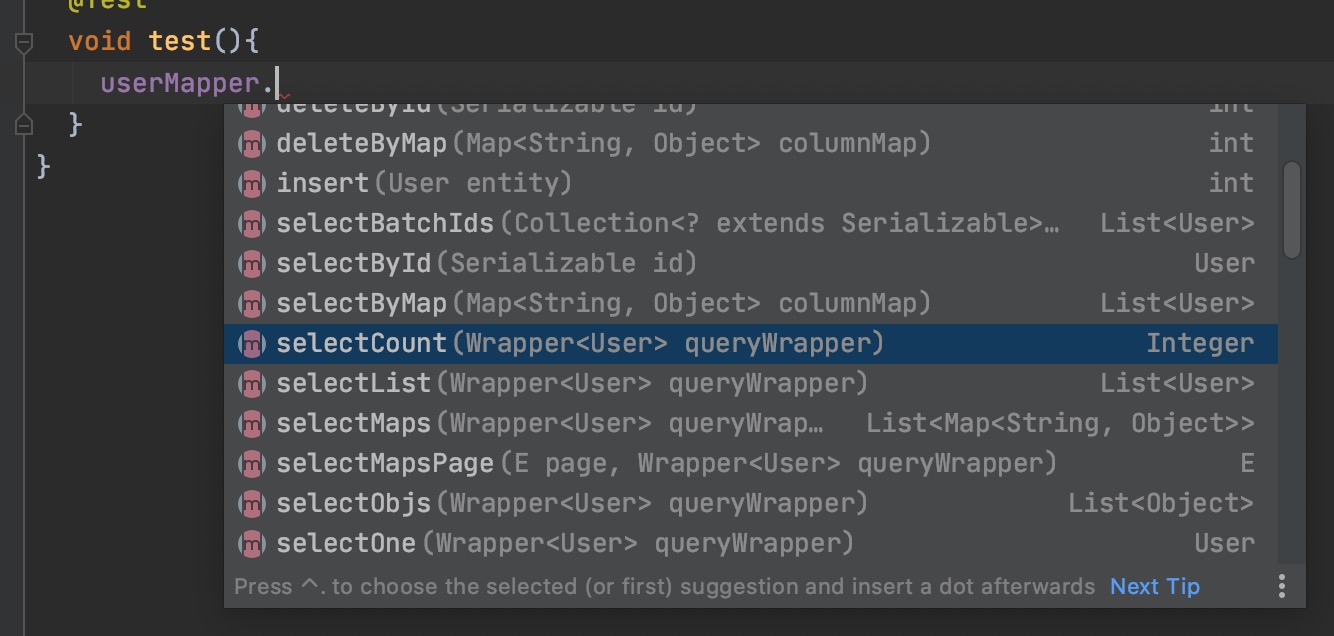 @Test
void test(){
userMapper.
}
}
deleteById(Serializable id) int
deleteByMap(Map<String, Object> columnMap) int
insert(User entity) int
selectBatchIds(Collection<? extends Serializable>… List<User>
selectById(Serializable id) User
selectByMap(Map<String, Object> columnMap) List<User>
selectCount(Wrapper<User> queryWrapper) Integer
selectList(Wrapper<User> queryWrapper) List<User>
selectMaps(Wrapper<User> queryWrap… List<Map<String, Object>>
selectMapsPage(E page, Wrapper<User> queryWrapper) E
selectObjs(Wrapper<User> queryWrapper) List<Object>
selectOne(Wrapper<User> queryWrapper) User
Press ^. to choose the selected (or first) suggestion and insert a dot afterwards Next Tip